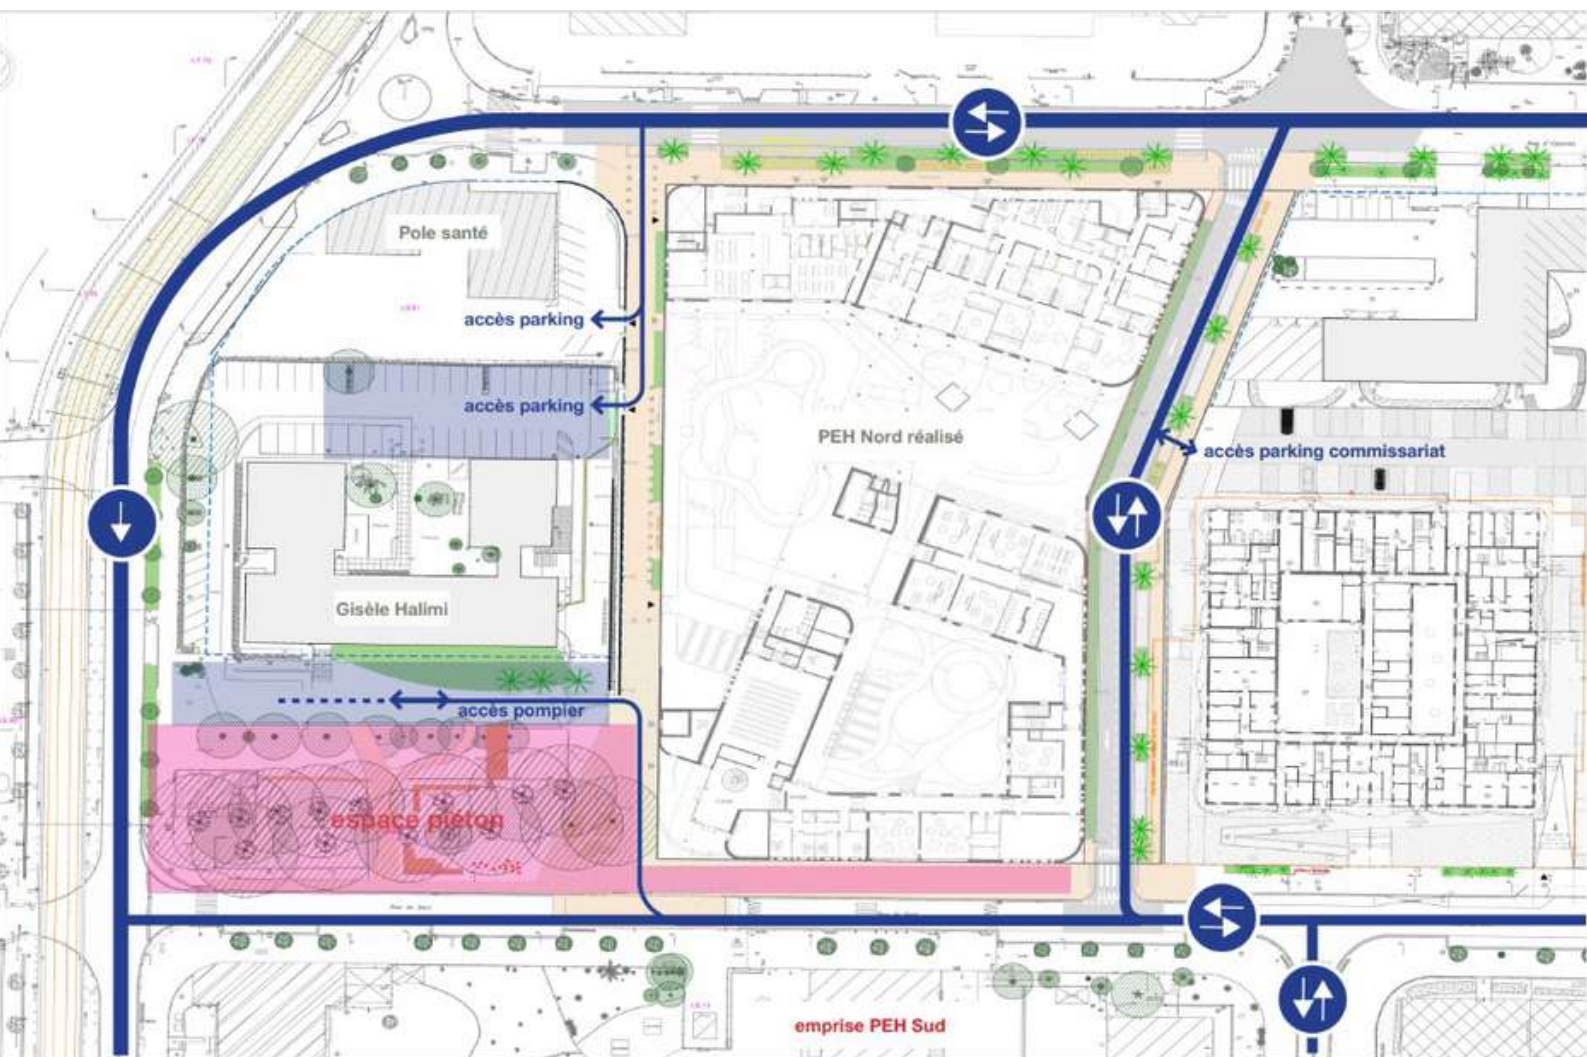 Pole santé
accès parking
accès parking
PEH Nord réalisé
accès parking commissariat
Gisèle Halimi
accès pompier
espace piéton
emprise PEH Sud